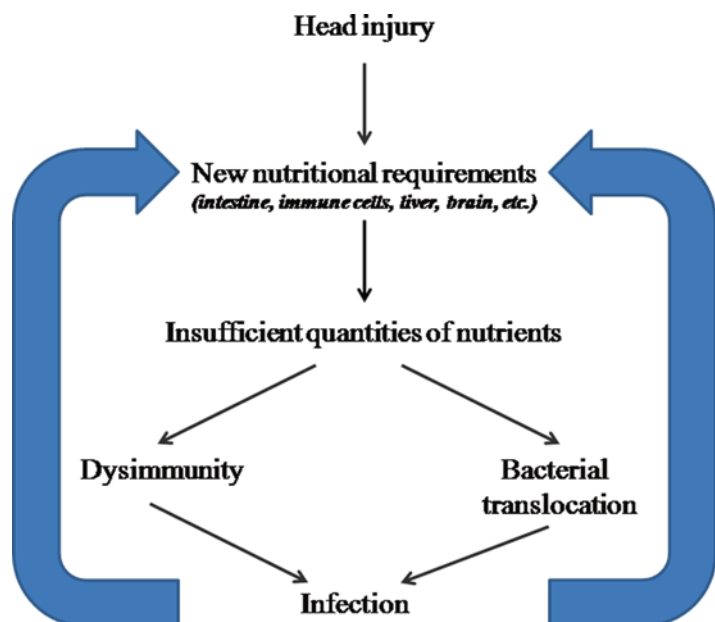 Head injury
New nutritional requirements
(intestine, immune cells, liver, brain, etc.)
Insufficient quantities of nutrients
Dysimmunity
Bacterial
translocation
Infection